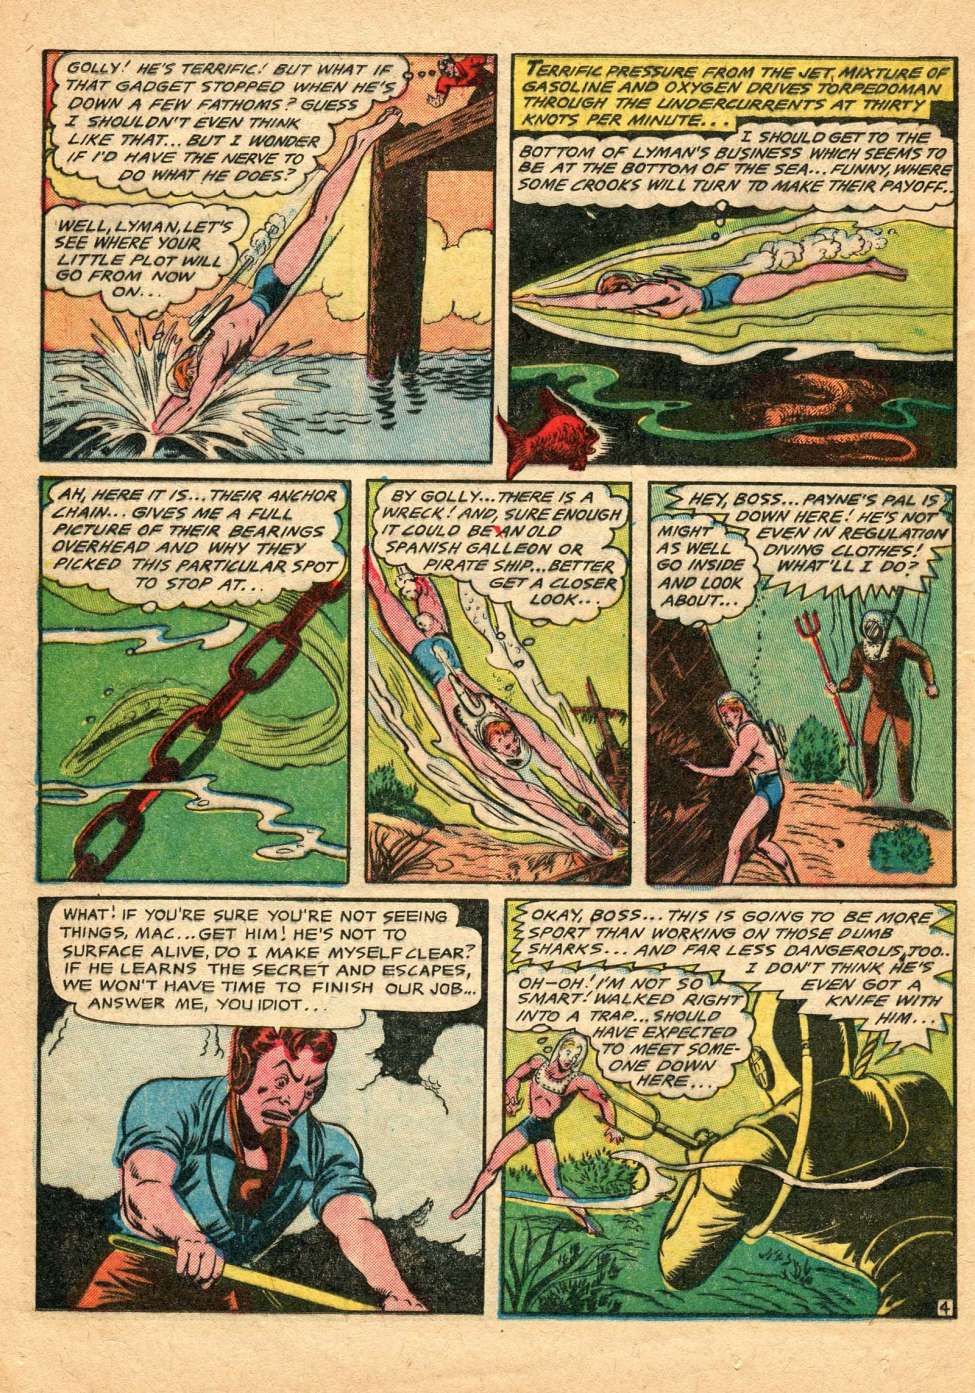 GOLLY! HE'S TERRIFIC! BUT WHAT IF
THAT GADGET STOPPED WHEN HE'S
DOWN A FEW FATHOMS? GUESS
I SHOULDN'T EVEN THINK
LIKE THAT... BUT I WONDER
IF I'D HAVE THE NERVE TO
DO WHAT HE DOES?
WELL, LYMAN, LET'S
SEE WHERE YOUR
LITTLE PLOT WILL
GO FROM NOW
ON...
TERRIFIC PRESSURE FROM THE JET, MIXTURE OF
GASOLINE AND OXYGEN DRIVES TORPEDOMAN
THROUGH THE UNDERCURRENTS AT THIRTY
KNOTS PER MINUTE...
I SHOULD GET TO THE
BOTTOM OF LYMAN'S BUSINESS WHICH SEEMS TO
BE AT THE BOTTOM OF THE SEA... FUNNY, WHERE
SOME CROOKS WILL TURN TO MAKE THEIR PAYOFF..
AH, HERE IT IS... THEIR ANCHOR
CHAIN... GIVES ME A FULL
PICTURE OF THEIR BEARINGS
OVERHEAD AND WHY THEY
PICKED THIS PARTICULAR SPOT
TO STOP AT...
BY GOLLY... THERE IS A
WRECK! AND, SURE ENOUGH
IT COULD BE AN OLD
SPANISH GALLEON OR
PIRATE SHIP... BETTER
GET A CLOSER
LOOK...
MIGHT
AS WELL
GO INSIDE
AND LOOK
ABOUT...
HEY, BOSS... PAYNE'S PAL IS
DOWN HERE! HE'S NOT
EVEN IN REGULATION
DIVING CLOTHES!
WHAT'LL I DO?
WHAT! IF YOU'RE SURE YOU'RE NOT SEEING
THINGS, MAC... GET HIM! HE'S NOT TO
SURFACE ALIVE, DO I MAKE MYSELF CLEAR?
IF HE LEARNS THE SECRET AND ESCAPES,
WE WON'T HAVE TIME TO FINISH OUR JOB...
ANSWER ME, YOU IDIOT...
OKAY, BOSS... THIS IS GOING TO BE MORE
SPORT THAN WORKING ON THOSE DUMB
SHARKS... AND FAR LESS DANGEROUS, TOO..
I DON'T THINK HE'S
EVEN GOT A
KNIFE WITH
HIM...
OH-OH! I'M NOT SO
SMART! WALKED RIGHT
INTO A TRAP... SHOULD
HAVE EXPECTED
TO MEET SOME-
ONE DOWN
HERE...
4